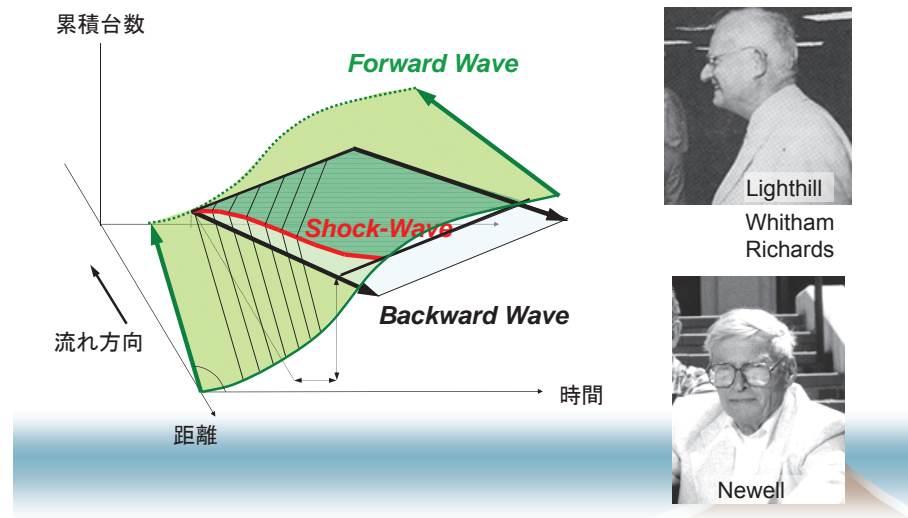 累積台数
Forward Wave
Shock-Wave
Backward Wave
流れ方向
時間
距離
Lighthill
Whitham
Richards
Newell